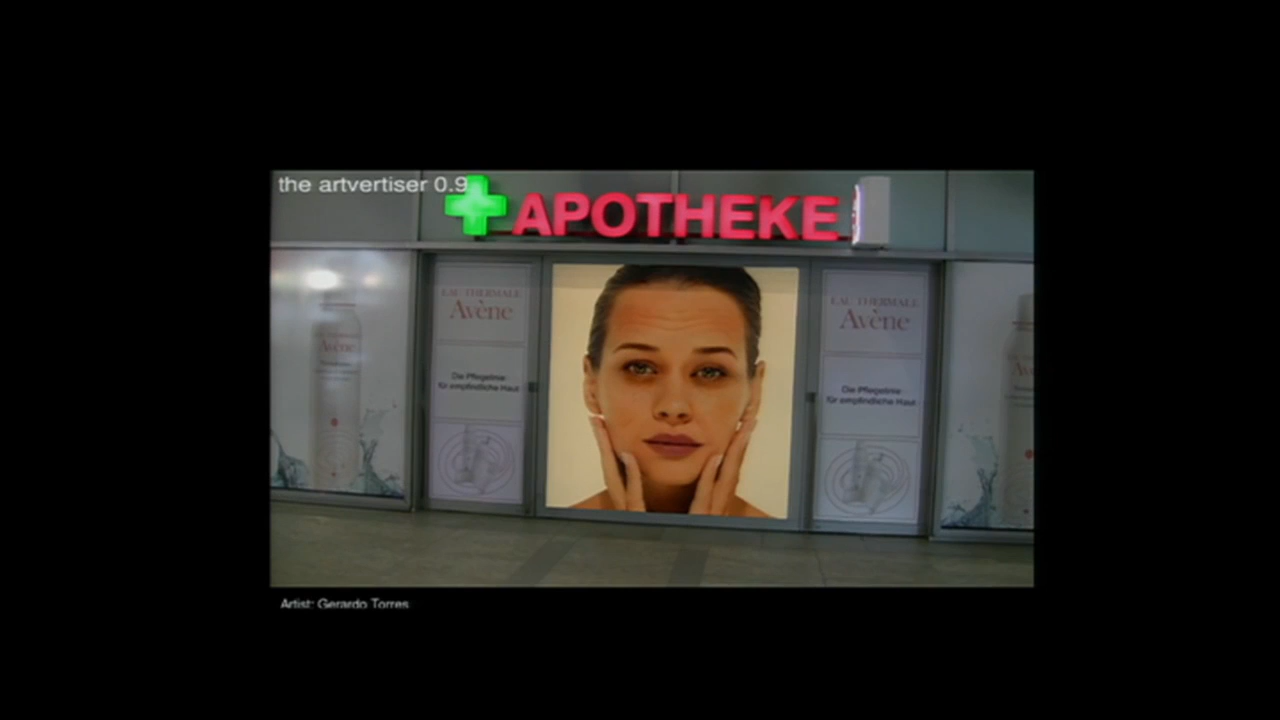 the artvertiser 0.9
APOTHEKE
EAU THERMALE
Avène
Die Pflegelinie
für empfindliche Haut
EAU THERMALE
Avène
Die Pflegelinie
für empfindliche Haut
Avène
Artist: Gerardo Torres